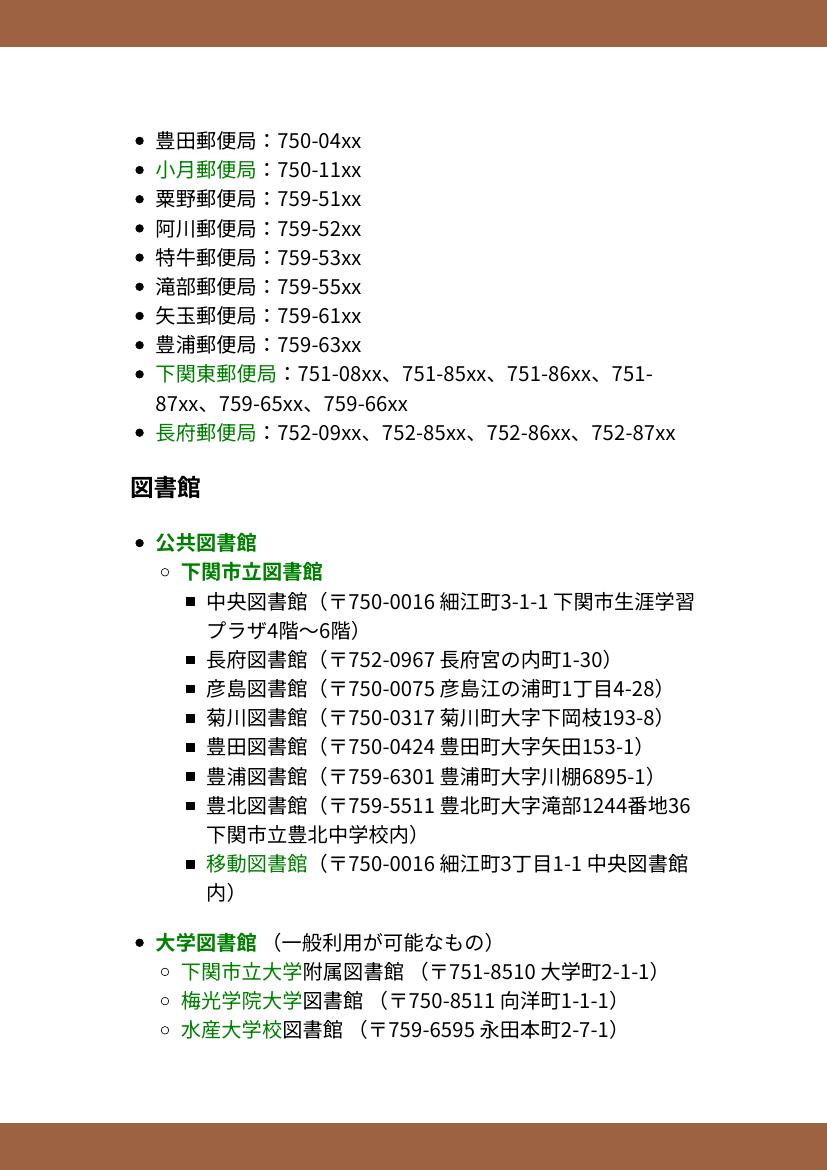 豊田郵便局：750-04xx
小月郵便局：750-11xx
粟野郵便局：759-51xx
阿川郵便局：759-52xx
特牛郵便局：759-53xx
滝部郵便局：759-55xx
矢玉郵便局：759-61xx
豊浦郵便局：759-63xx
下関東郵便局：751-08xx、751-85xx、751-86xx、751-
87xx、759-65xx、759-66xx
長府郵便局：752-09xx、752-85xx、752-86xx、752-87xx
図書館
公共図書館
下関市立図書館
中央図書館（〒750-0016 細江町3-1-1 下関市生涯学習
プラザ4階～6階）
長府図書館（〒752-0967 長府宮の内町1-30）
彦島図書館（〒750-0075 彦島江の浦町1丁目4-28）
菊川図書館（〒750-0317 菊川町大字下岡枝193-8）
豊田図書館（〒750-0424 豊田町大字矢田153-1）
豊浦図書館（〒759-6301 豊浦町大字川棚6895-1）
豊北図書館（〒759-5511 豊北町大字滝部1244番地36
下関市立豊北中学校内）
移動図書館（〒750-0016 細江町3丁目1-1 中央図書館
内）
大学図書館 （一般利用が可能なもの）
下関市立大学附属図書館 （〒751-8510 大学町2-1-1）
梅光学院大学図書館 （〒750-8511 向洋町1-1-1）
水産大学校図書館 （〒759-6595 永田本町2-7-1）